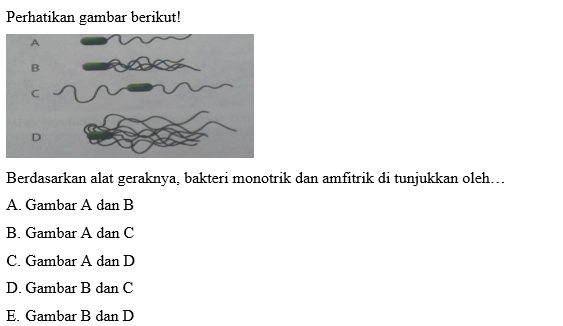 Perhatikan gambar berikut!
A
B
C
D
Berdasarkan alat geraknya, bakteri monotrik dan amfitrik di tunjukkan oleh…
A. Gambar A dan B
B. Gambar A dan C
C. Gambar A dan D
D. Gambar B dan C
E. Gambar B dan D